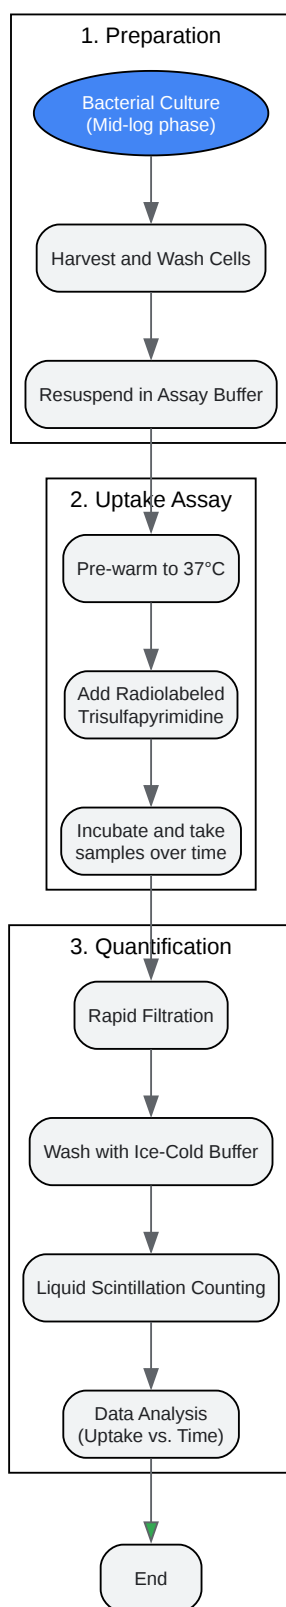 1. Preparation
Bacterial Culture
(Mid-log phase)
Harvest and Wash Cells
Resuspend in Assay Buffer
2. Uptake Assay
Pre-warm to 37°C
Add Radiolabeled
Trisulfapyrimidine
Incubate and take
samples over time
3. Quantification
Rapid Filtration
Wash with Ice-Cold Buffer
Liquid Scintillation Counting
Data Analysis
(Uptake vs. Time)
End